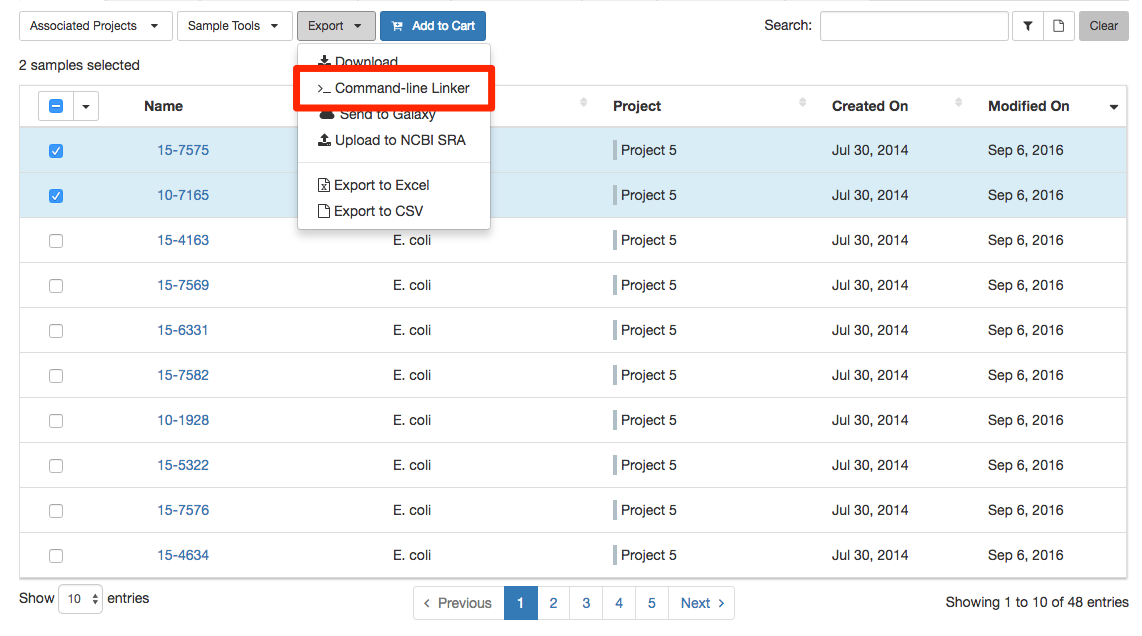 Associated Projects Sample Tools Export Add to Cart Search: Clear
2 samples selected
Download
Command-line Linker
Send to Galaxy
Upload to NCBI SRA
Export to Excel
Export to CSV
Name Project Created On Modified On
15-7575 Project 5 Jul 30, 2014 Sep 6, 2016
10-7165 Project 5 Jul 30, 2014 Sep 6, 2016
15-4163 E. coli Project 5 Jul 30, 2014 Sep 6, 2016
15-7569 E. coli Project 5 Jul 30, 2014 Sep 6, 2016
15-6331 E. coli Project 5 Jul 30, 2014 Sep 6, 2016
15-7582 E. coli Project 5 Jul 30, 2014 Sep 6, 2016
10-1928 E. coli Project 5 Jul 30, 2014 Sep 6, 2016
15-5322 E. coli Project 5 Jul 30, 2014 Sep 6, 2016
15-7576 E. coli Project 5 Jul 30, 2014 Sep 6, 2016
15-4634 E. coli Project 5 Jul 30, 2014 Sep 6, 2016
Show 10 entries ‹ Previous 1 2 3 4 5 Next › Showing 1 to 10 of 48 entries